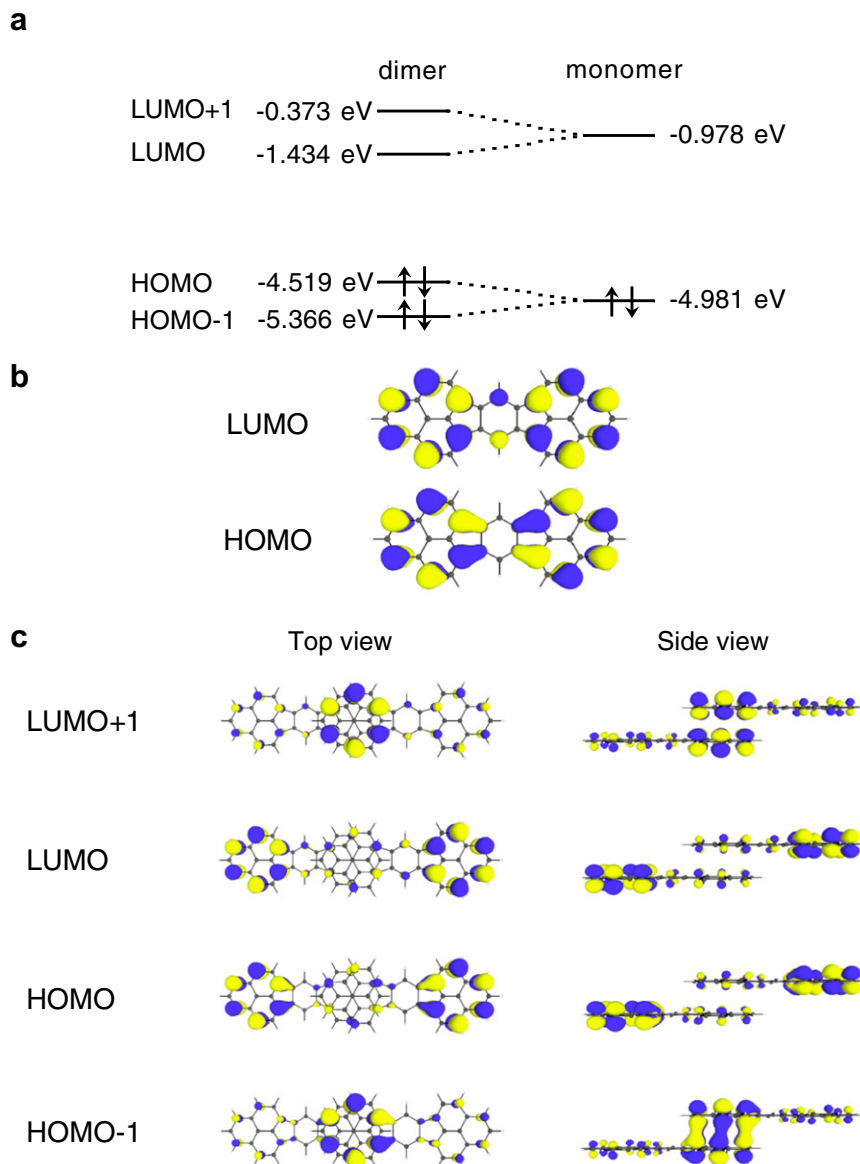 a
dimer monomer
LUMO+1 -0.373 eV
-0.978 eV
LUMO -1.434 eV
HOMO -4.519 eV
-4.981 eV
HOMO-1 -5.366 eV
b
LUMO
HOMO
c
Top view Side view
LUMO+1
LUMO
HOMO
HOMO-1